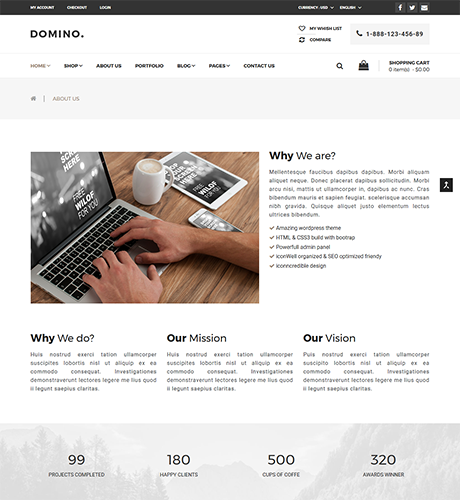 MY ACCOUNT CHECKOUT LOGIN CURRENCY : USD ENGLISH
DOMINO.
MY WHISH LIST
COMPARE
1-888-123-456-89
HOME SHOP ABOUT US PORTFOLIO BLOG PAGES CONTACT US
SHOPPING CART
0 item(s) - $0.00
ABOUT US
SCREEN
HERE
FREE
WILDF
FOR YOU
Why We are?
Mellentesque faucibus dapibus dapibus. Morbi aliquam
aliquet neque. Donec placerat dapibus sollicitudin. Morbi
arcu nisi, mattis ut ullamcorper in, dapibus ac nunc. Cras
bibendum mauris et sapien feugiat. scelerisque accumsan
nibh gravida. Quisque aliquet justo elementum lectus
ultrices bibendum.
Amazing wordpress theme
HTML & CSS3 build with bootrap
Powerfull admin panel
iconWell organized & SEO optimized friendy
iconncredible design
Why We do?
Huis nostrud exerci tation ullamcorper
suscipites lobortis nisl ut aliquip ex ea
commodo consequat. Investigationes
demonstraverunt lectores legere me lius quod
ii legunt saepius claritas.
Our Mission
Huis nostrud exerci tation ullamcorper
suscipites lobortis nisl ut aliquip ex ea
commodo consequat. Investigationes
demonstraverunt lectores legere me lius quod
ii legunt saepius claritas.
Our Vision
Puis nostrud exerci tation ullamcorper
suscipites lobortis nisl ut aliquip ex ea
commodo consequat. Investigationes
demonstraverunt lectores legere me lius quod
ii legunt saepius claritas.
99 180 500 320
PROJECTS COMPLETED HAPPY CLIENTS CUPS OF COFFE AWARDS WINNER